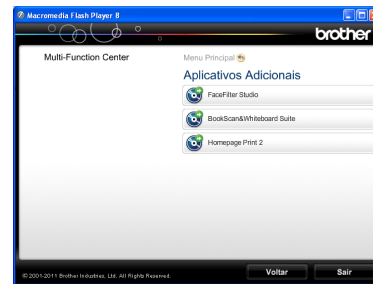 Macromedia Flash Player 8
brother
Multi-Function Center
Menu Principal
Aplicativos Adicionais
FaceFilter Studio
BookScan&Whiteboard Suite
Homepage Print 2
© 2001-2011 Brother Industries, Ltd. All Rights Reserved.
Voltar
Sair